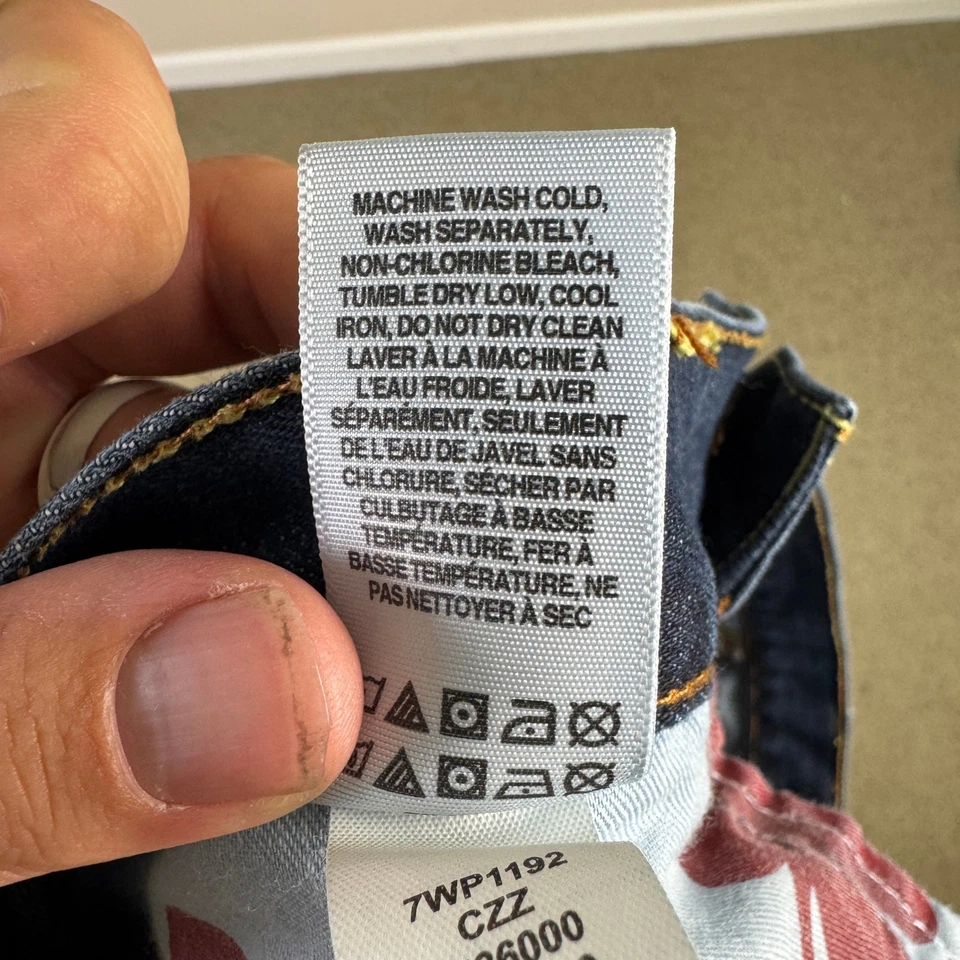 MACHINE WASH COLD,
WASH SEPARATELY,
NON-CHLORINE BLEACH,
TUMBLE DRY LOW, COOL
IRON, DO NOT DRY CLEAN
LAVER À LA MACHINE À
L'EAU FROIDE, LAVER
SÉPARÉMENT, SEULEMENT
DE L'EAU DE JAVEL SANS
CHLORURE, SÉCHER PAR
CULBUTAGE À BASSE
TEMPÉRATURE, FER À
BASSE TEMPÉRATURE, NE
PAS NETTOYER À SEC
7WP1192
CZZ